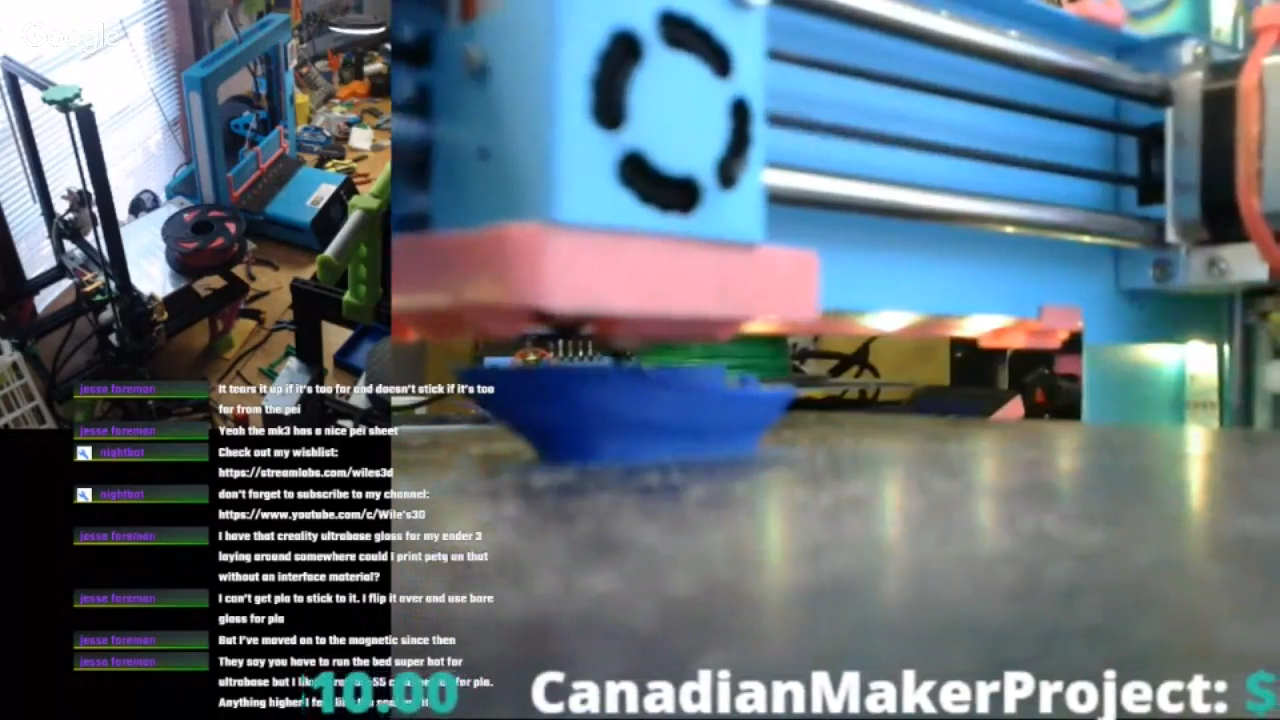 Google
jesse foreman It tears it up if it's too far and doesn't stick if it's too
far from the pei
jesse foreman Yeah the mk3 has a nice pei sheet
nightbot Check out my wishlist:
https://streamlabs.com/wiles3d
nightbot don't forget to subscribe to my channel:
https://www.youtube.com/c/Wile's3D
jesse foreman I have that creality ultrabase glass for my ender 3
laying around somewhere could I print petg on that
without an interface material?
jesse foreman I can't get pla to stick to it. I flip it over and use bare
glass for pla
jesse foreman But I've moved on to the magnetic since then
jesse foreman They say you have to run the bed super hot for
ultrabase but I 55 for pla.
Anything higher I
10.00 CanadianMakerProject: $